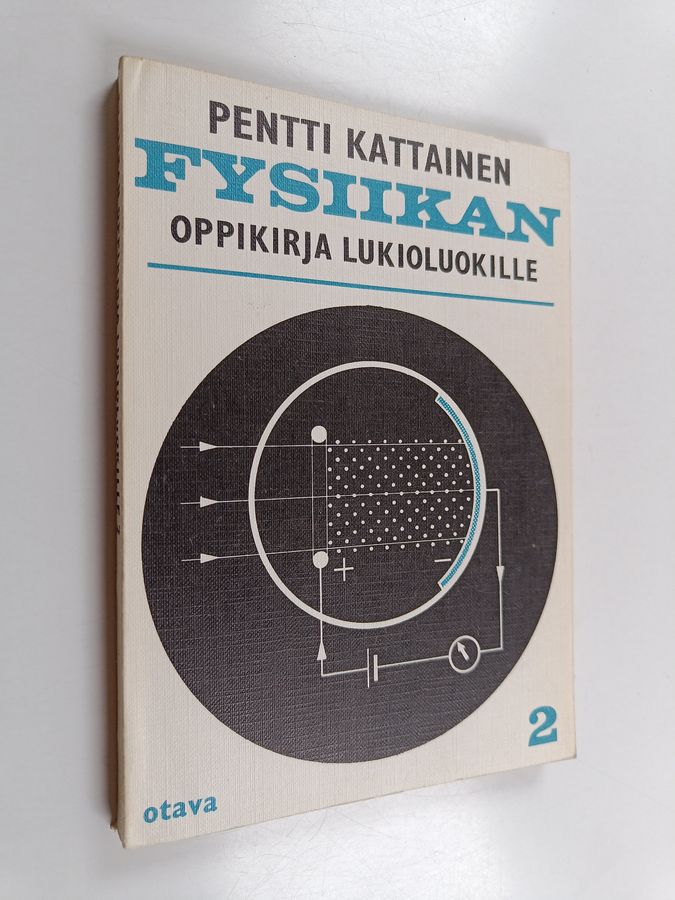 PENTTI KATTAINEN
FYSIIKAN
OPPIKIRJA LUKIOLUOKILLE
+ −
2
otava